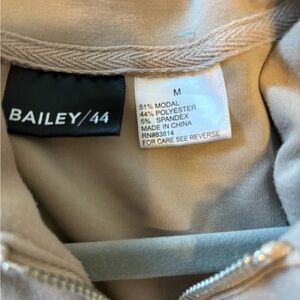 BAILEY/44
M
51% MODAL
44% POLYESTER
5% SPANDEX
MADE IN CHINA
RN#83814
FOR CARE SEE REVERSE